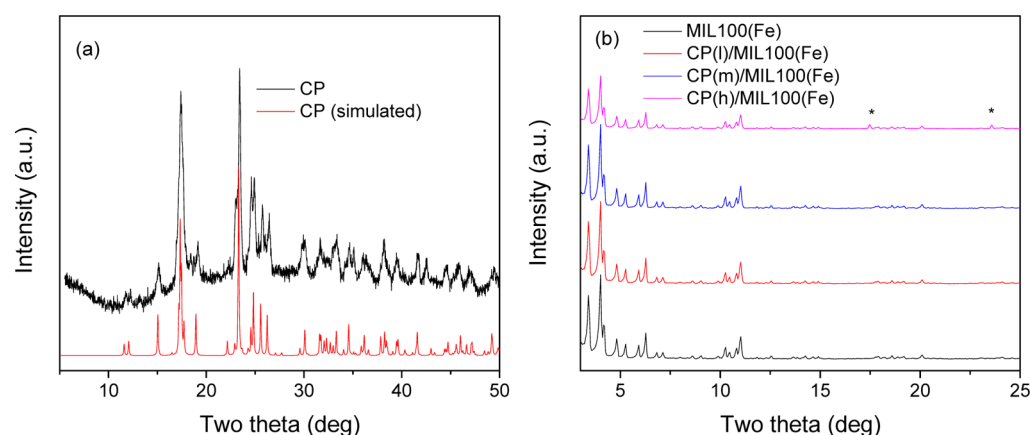 (a)
CP
CP (simulated)
Intensity (a.u.)
10
20
30
40
50
Two theta (deg)
(b)
MIL100(Fe)
CP(l)/MIL100(Fe)
CP(m)/MIL100(Fe)
CP(h)/MIL100(Fe)
*
*
Intensity (a.u.)
5
10
15
20
25
Two theta (deg)